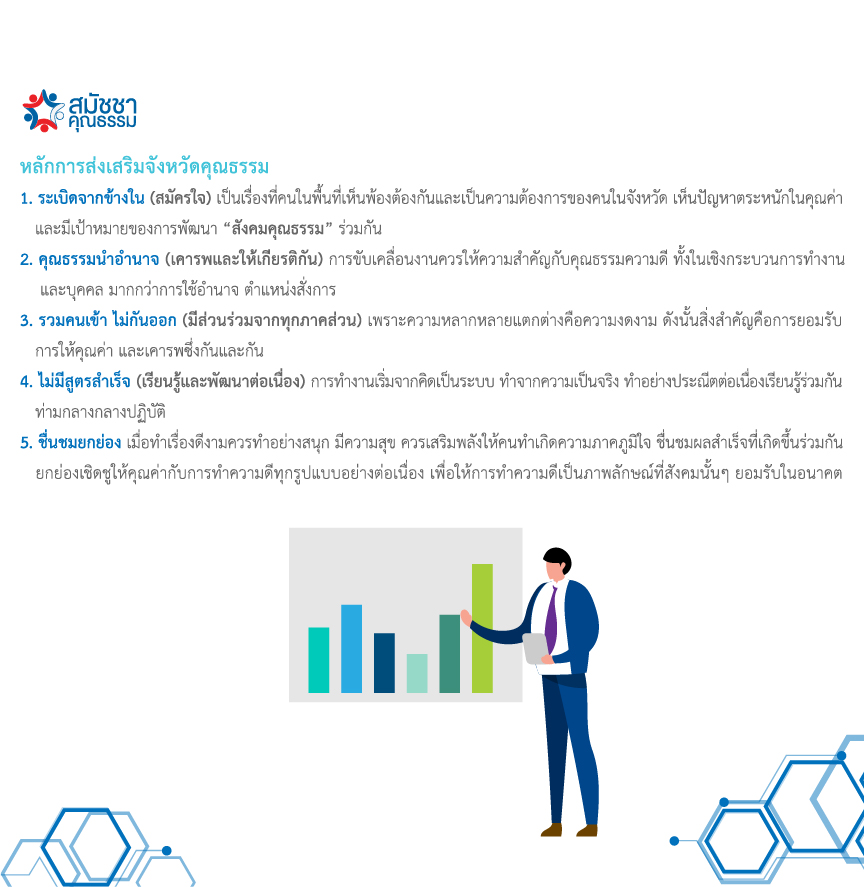 สมัชชา
คุณธรรม
หลักการส่งเสริมจังหวัดคุณธรรม
1. ระเบิดจากข้างใน (สมัครใจ) เป็นเรื่องที่คนในพื้นที่เห็นพ้องต้องกันและเป็นความต้องการของคนในจังหวัด เห็นปัญหาตระหนักในคุณค่า
และมีเป้าหมายของการพัฒนา “สังคมคุณธรรม” ร่วมกัน
2. คุณธรรมนำอำนาจ (เคารพและให้เกียรติกัน) การขับเคลื่อนงานควรให้ความสำคัญกับคุณธรรมความดี ทั้งในเชิงกระบวนการทำงาน
และบุคคล มากกว่าการใช้อำนาจ ตำแหน่งสั่งการ
3. รวมคนเข้า ไม่กันออก (มีส่วนร่วมจากทุกภาคส่วน) เพราะความหลากหลายแตกต่างคือความงดงาม ดังนั้นสิ่งสำคัญคือการยอมรับ
การให้คุณค่า และเคารพซึ่งกันและกัน
4. ไม่มีสูตรสำเร็จ (เรียนรู้และพัฒนาต่อเนื่อง) การทำงานเริ่มจากคิดเป็นระบบ ทำจากความเป็นจริง ทำอย่างประณีตต่อเนื่องเรียนรู้ร่วมกัน
ท่ามกลางกลางปฏิบัติ
5. ชื่นชมยกย่อง เมื่อทำเรื่องดีงามควรทำอย่างสนุก มีความสุข ควรเสริมพลังให้คนทำเกิดความภาคภูมิใจ ชื่นชมผลสำเร็จที่เกิดขึ้นร่วมกัน
ยกย่องเชิดชูให้คุณค่ากับการทำความดีทุกรูปแบบอย่างต่อเนื่อง เพื่อให้การทำความดีเป็นภาพลักษณ์ที่สังคมนั้นๆ ยอมรับในอนาคต